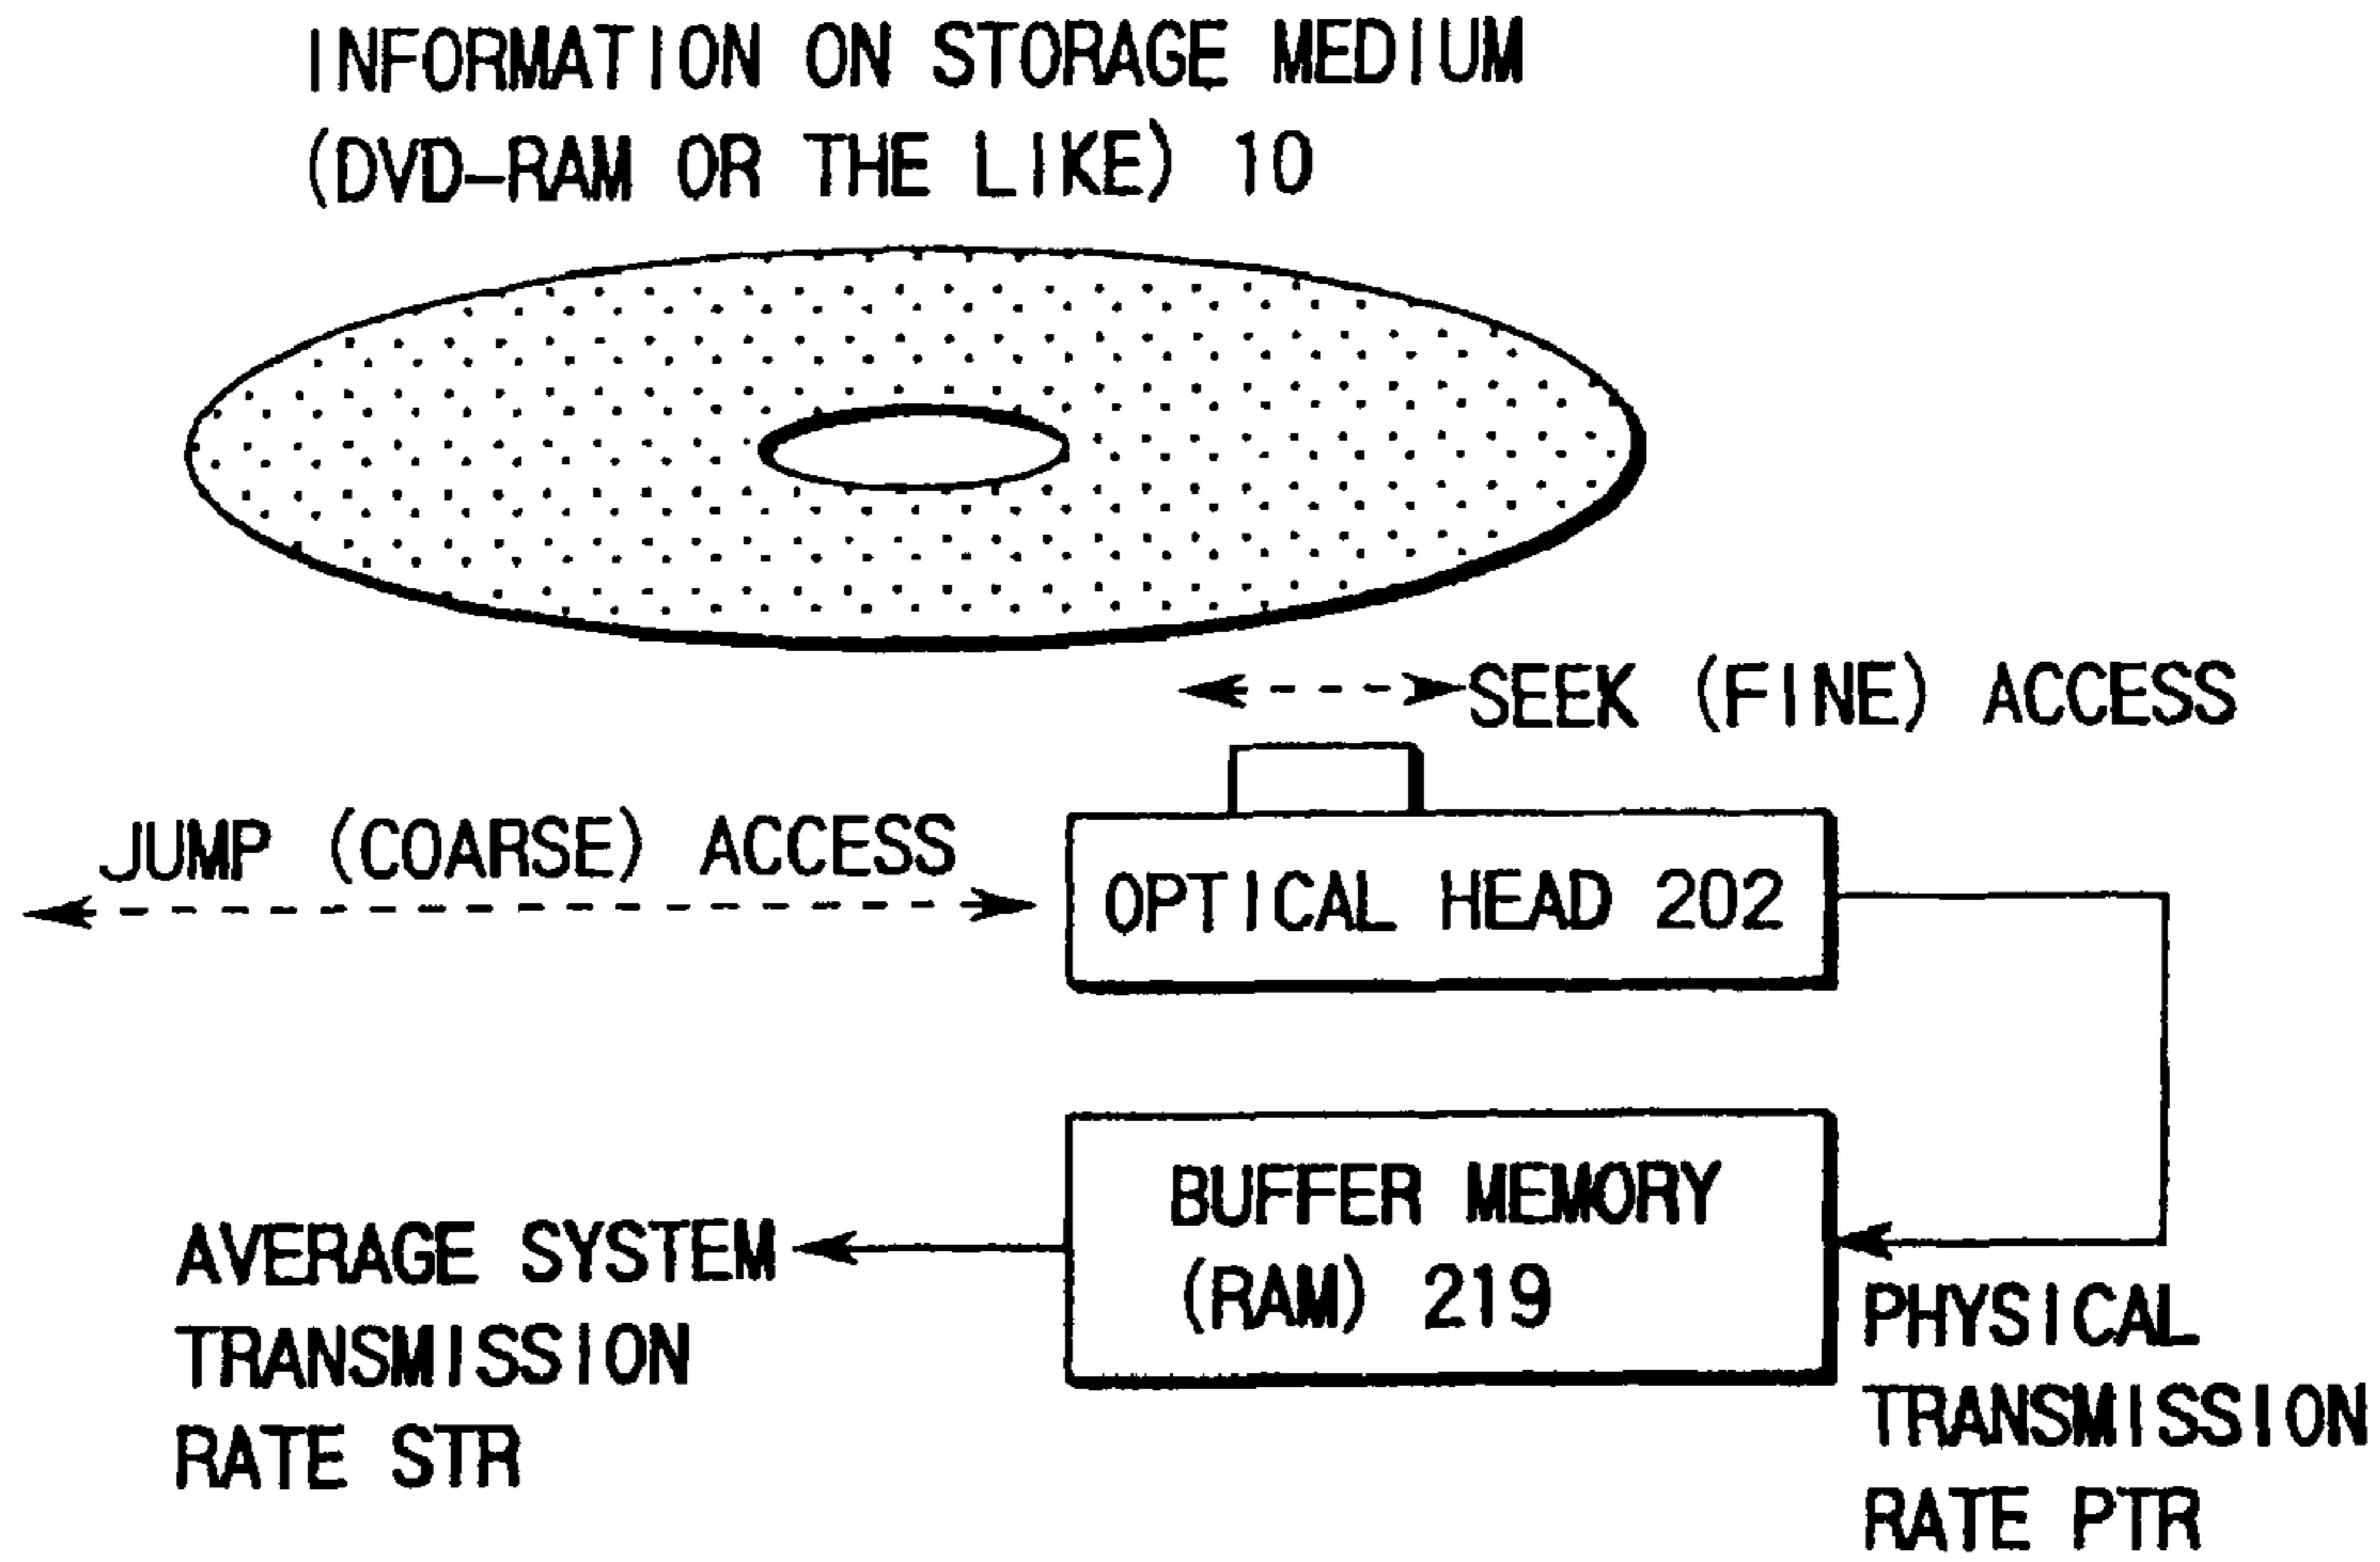 INFORMATION ON STORAGE MEDIUM
(DVD-RAM OR THE LIKE) 10
SEEK (FINE) ACCESS
JUMP (COARSE) ACCESS
OPTICAL HEAD 202
BUFFER MEMORY
(RAM) 219
AVERAGE SYSTEM
TRANSMISSION
RATE STR
PHYSICAL
TRANSMISSION
RATE PTR